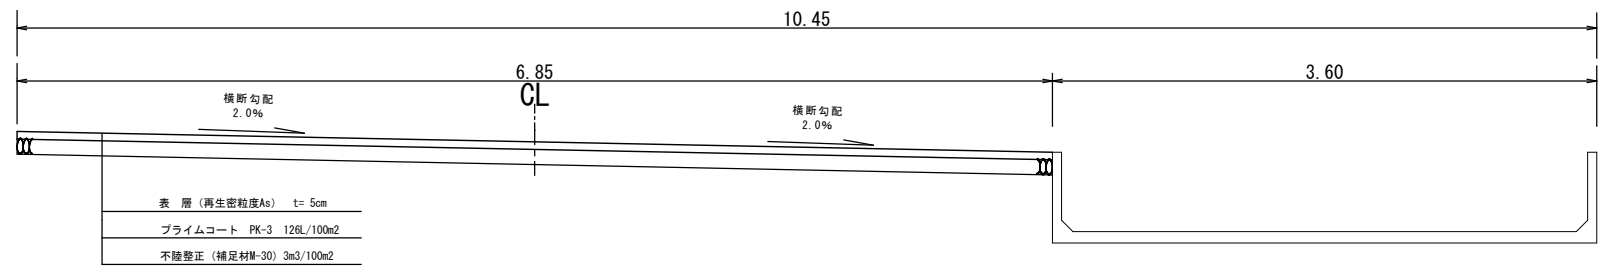 10.45
6.85
3.60
CL
横断勾配
2.0%
横断勾配
2.0%
表　層（再生密粒度As）　t= 5cm
プライムコート　PK-3　126L/100m2
不陸整正（補足材M-30）3m3/100m2